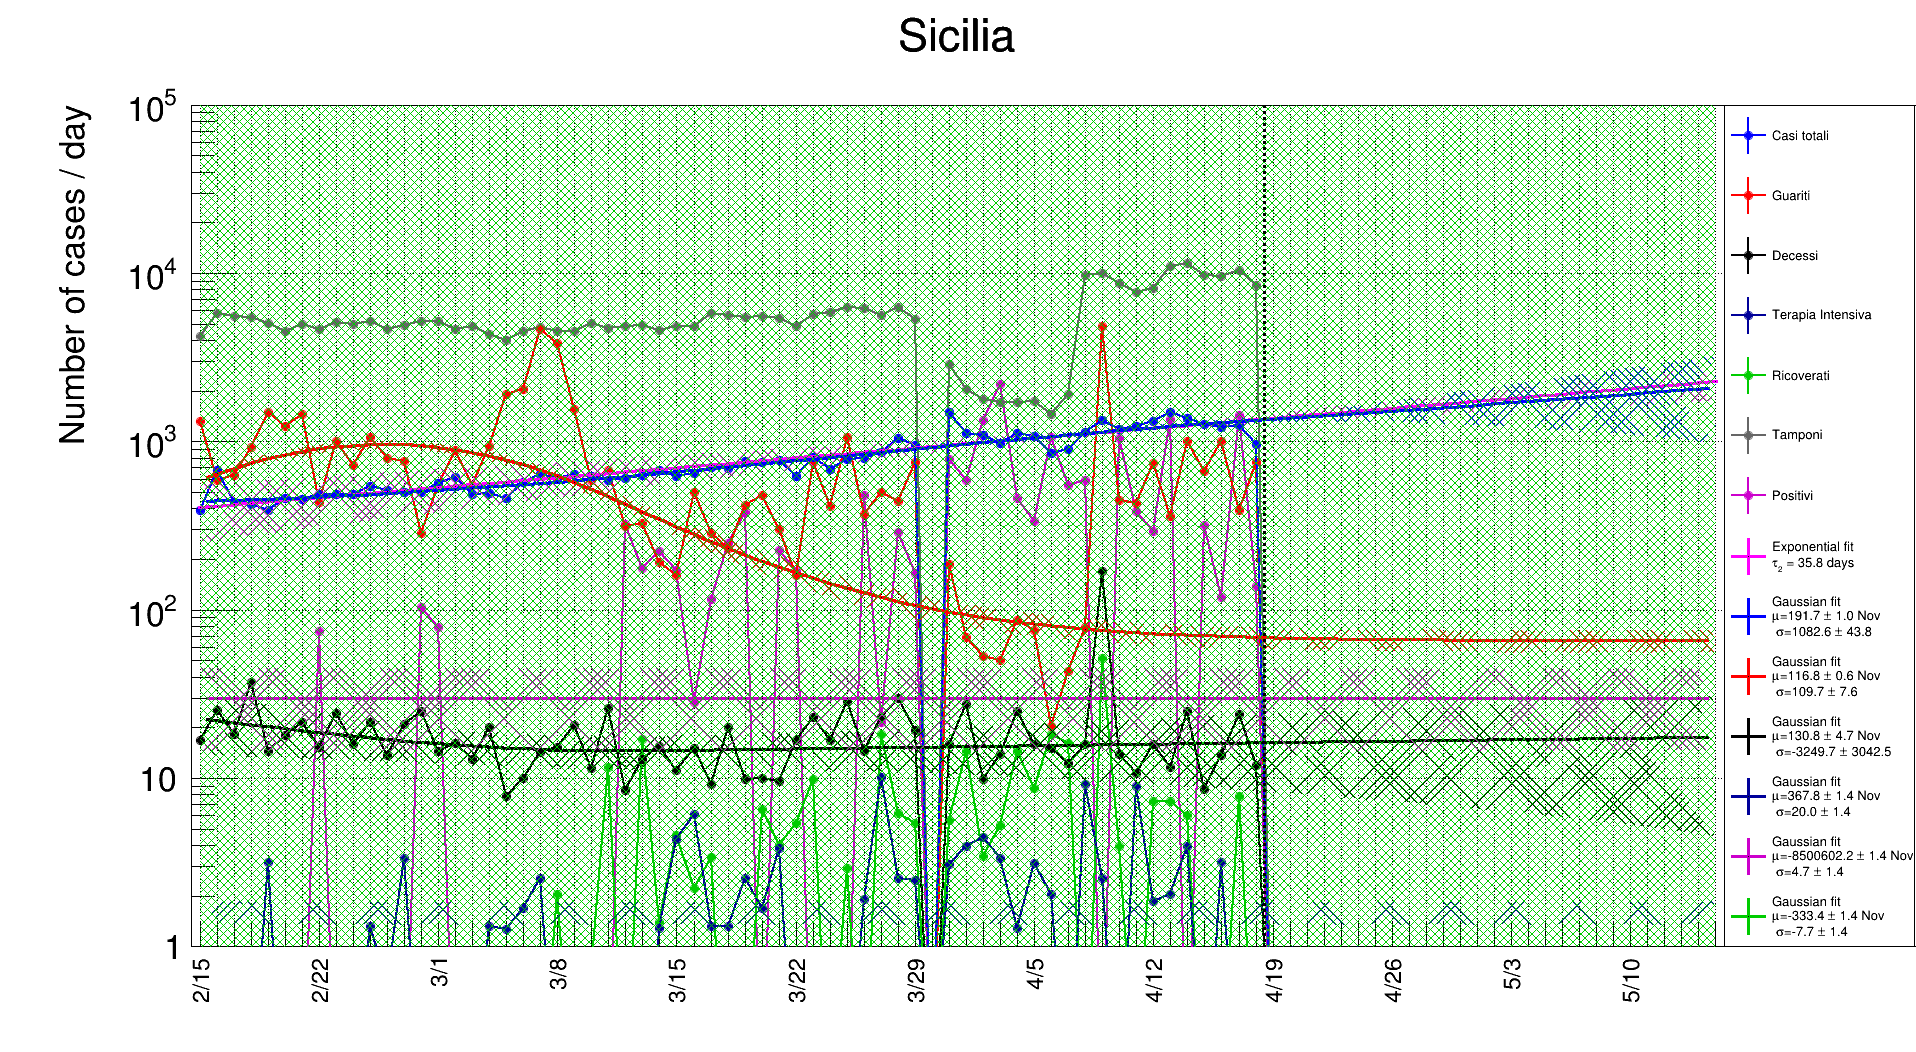 Sicilia
Number of cases / day
10^5
10^4
10^3
10^2
10
1
2/15
2/22
3/1
3/8
3/15
3/22
3/29
4/5
4/12
4/19
4/26
5/3
5/10
Casi totali
Guariti
Decessi
Terapia Intensiva
Ricoverati
Tamponi
Positivi
Exponential fit
τ₂ = 35.8 days
Gaussian fit
μ=191.7 ± 1.0 Nov
σ=1082.6 ± 43.8
Gaussian fit
μ=116.8 ± 0.6 Nov
σ=109.7 ± 7.6
Gaussian fit
μ=130.8 ± 4.7 Nov
σ=-3249.7 ± 3042.5
Gaussian fit
μ=367.8 ± 1.4 Nov
σ=20.0 ± 1.4
Gaussian fit
μ=-8500602.2 ± 1.4 Nov
σ=4.7 ± 1.4
Gaussian fit
μ=-333.4 ± 1.4 Nov
σ=-7.7 ± 1.4